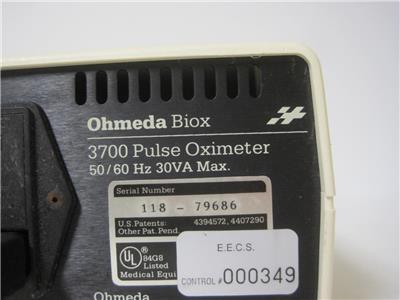 Ohmeda Biox
3700 Pulse Oximeter
50/60 Hz 30VA Max.
Serial Number
118 - 79686
U.S. Patents: 4394572, 4407290
Other Pat. Pend.
UL
84G8
Listed
Medical Equi
E.E.C.S.
CONTROL # 000349
Ohmeda